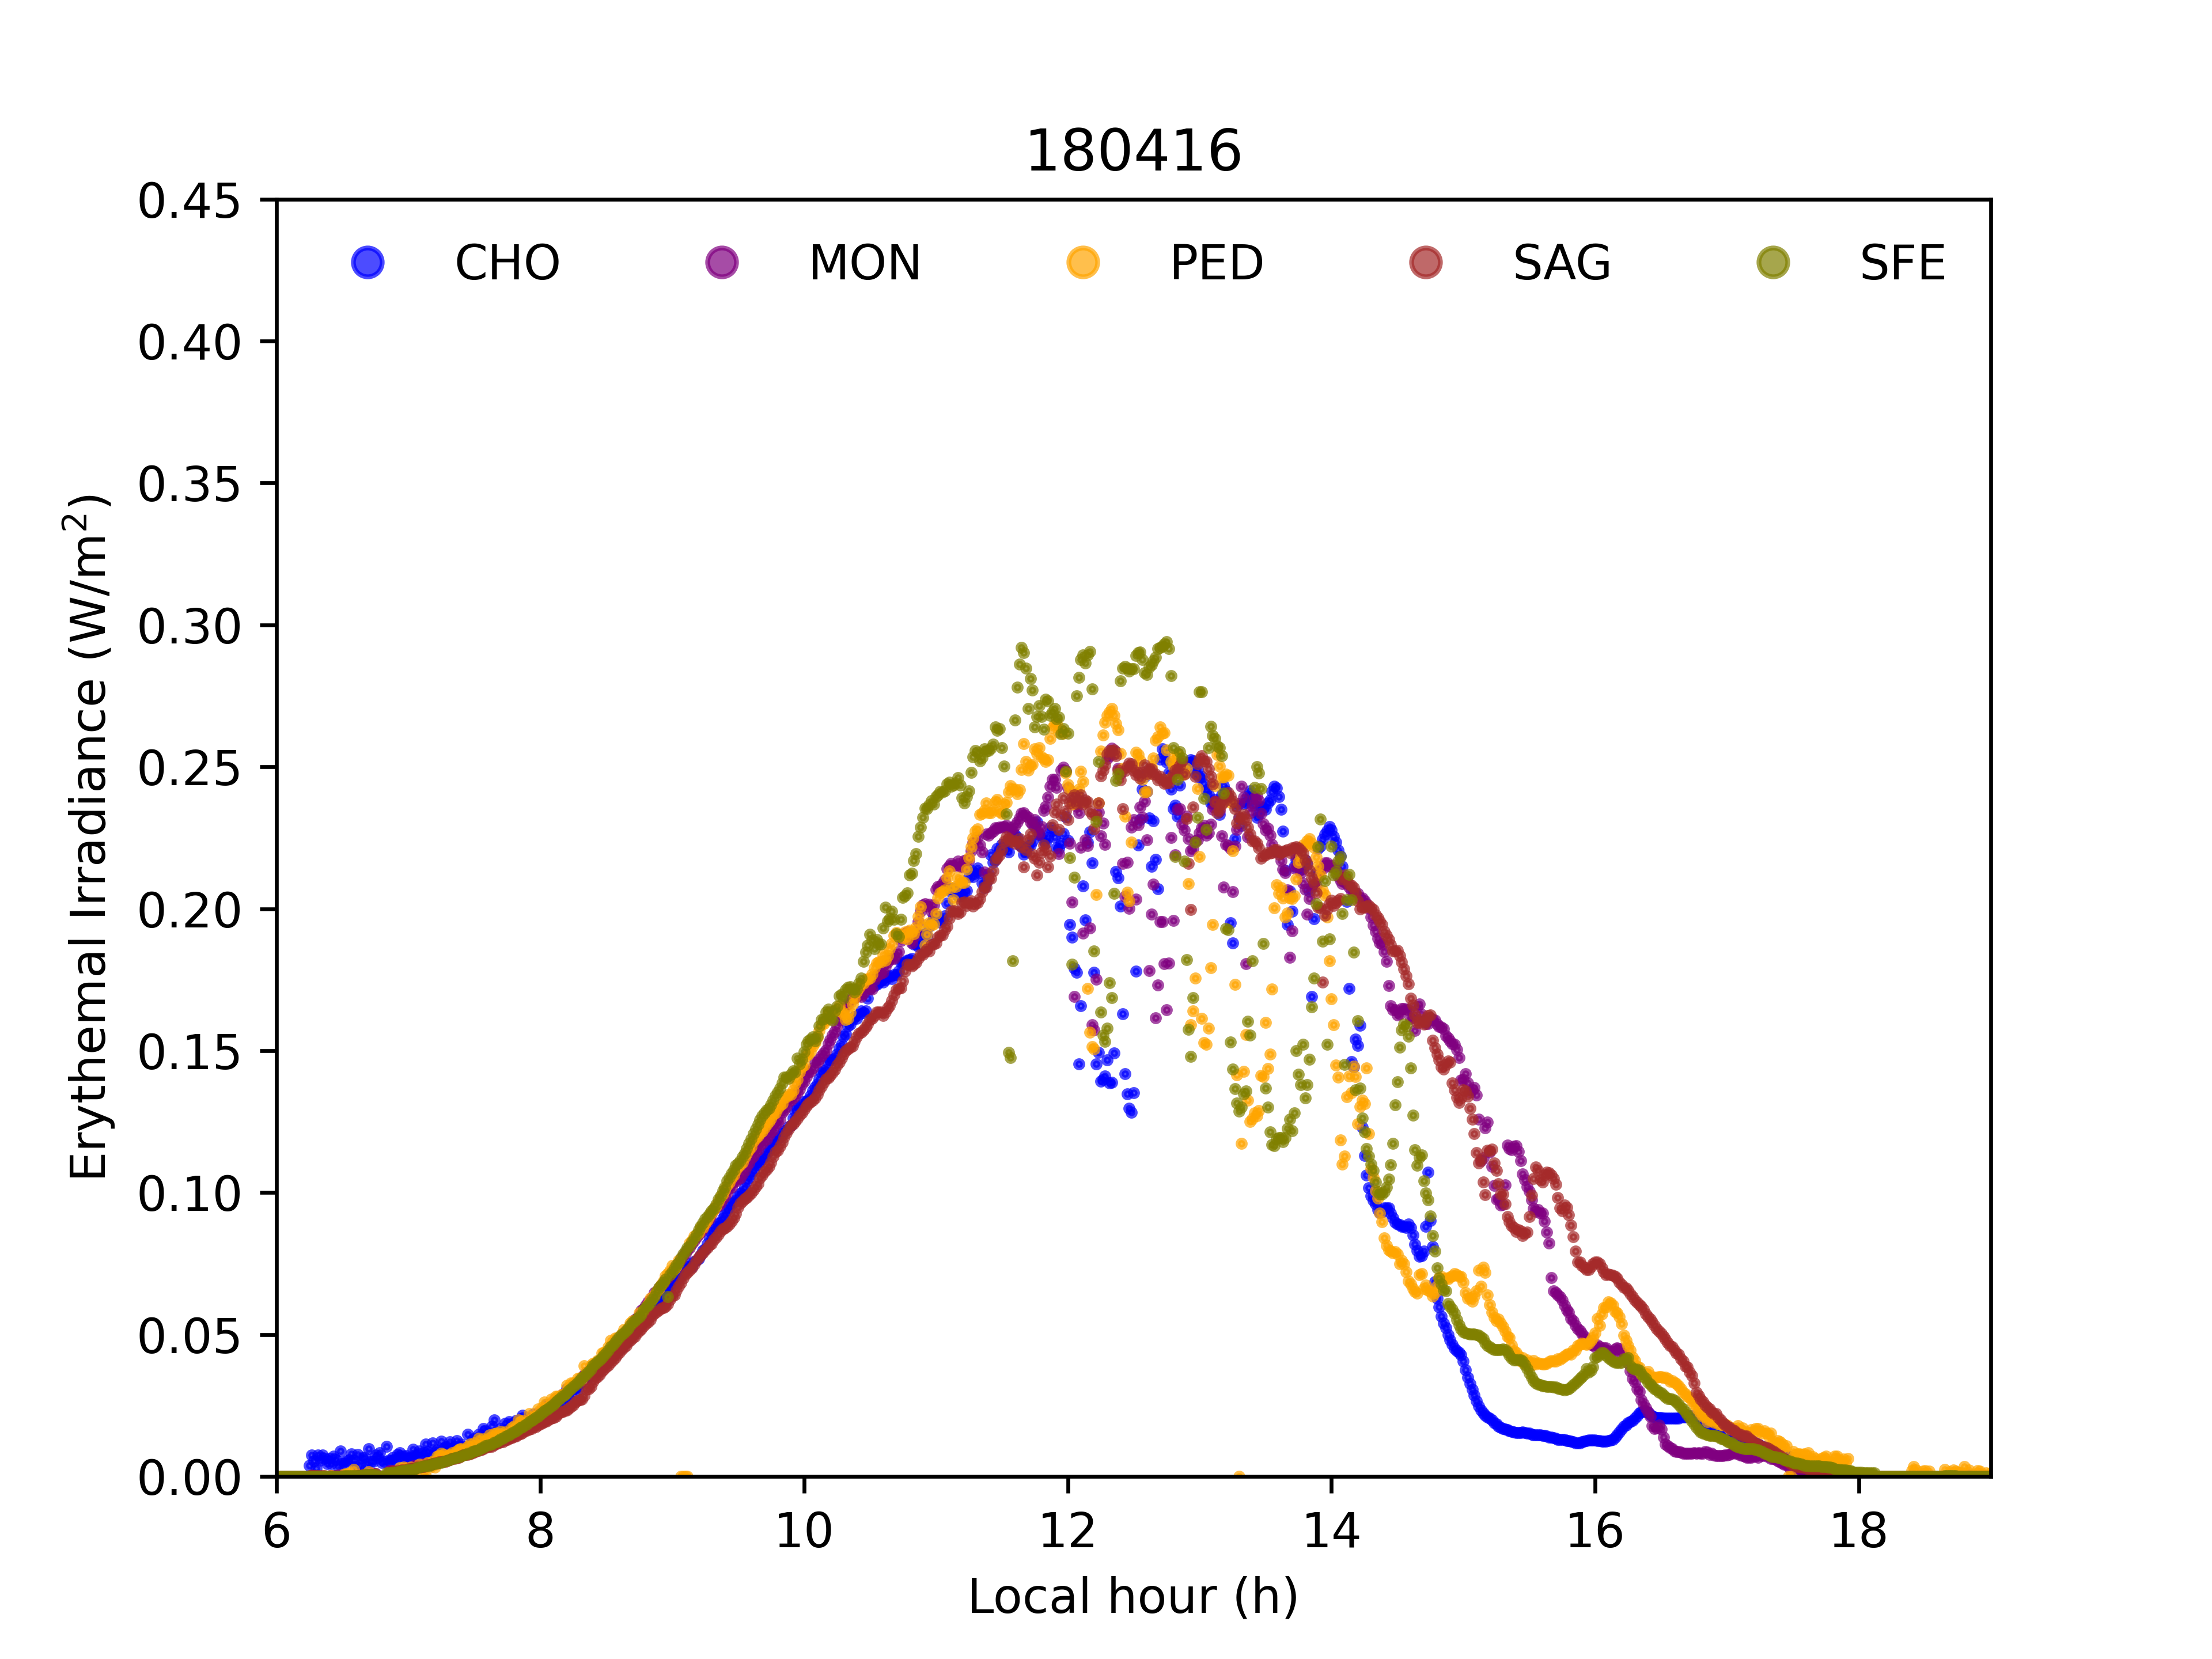 180416
CHO MON PED SAG SFE
0.45
0.40
0.35
0.30
0.25
0.20
0.15
0.10
0.05
0.00
Erythemal Irradiance (W/m²)
6 8 10 12 14 16 18
Local hour (h)